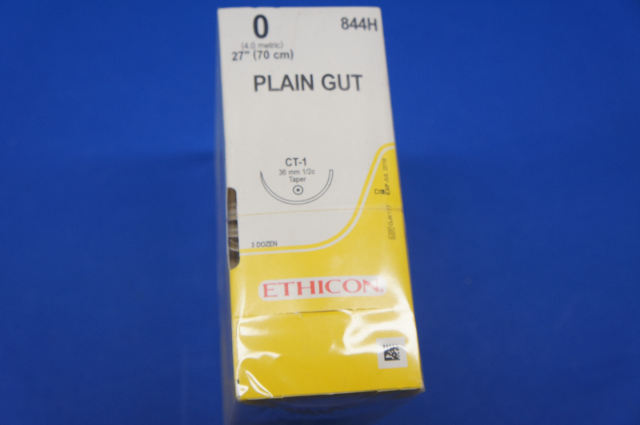 0
844H
(4.0 metric)
27" (70 cm)
PLAIN GUT
CT-1
36 mm 1/2c
Taper
3 DOZEN
ETHICON